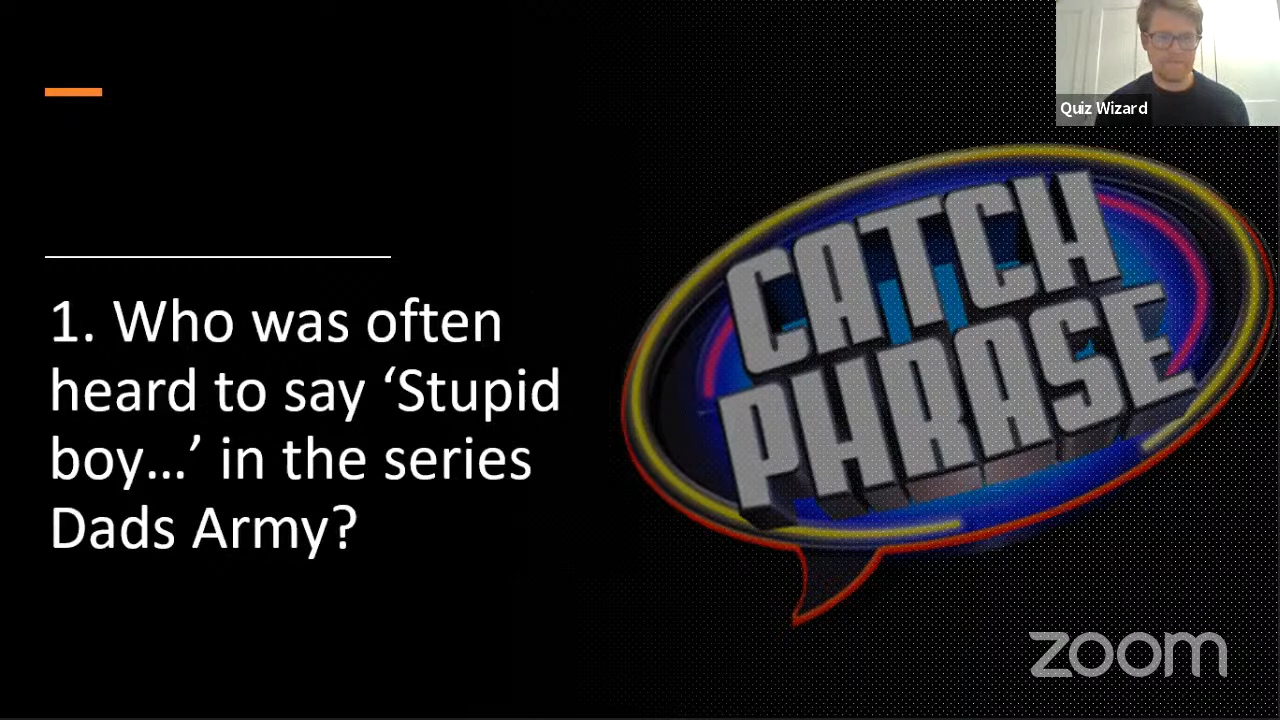 Quiz Wizard
CATCH
PHRASE
1. Who was often
heard to say ‘Stupid
boy…’ in the series
Dads Army?
zoom